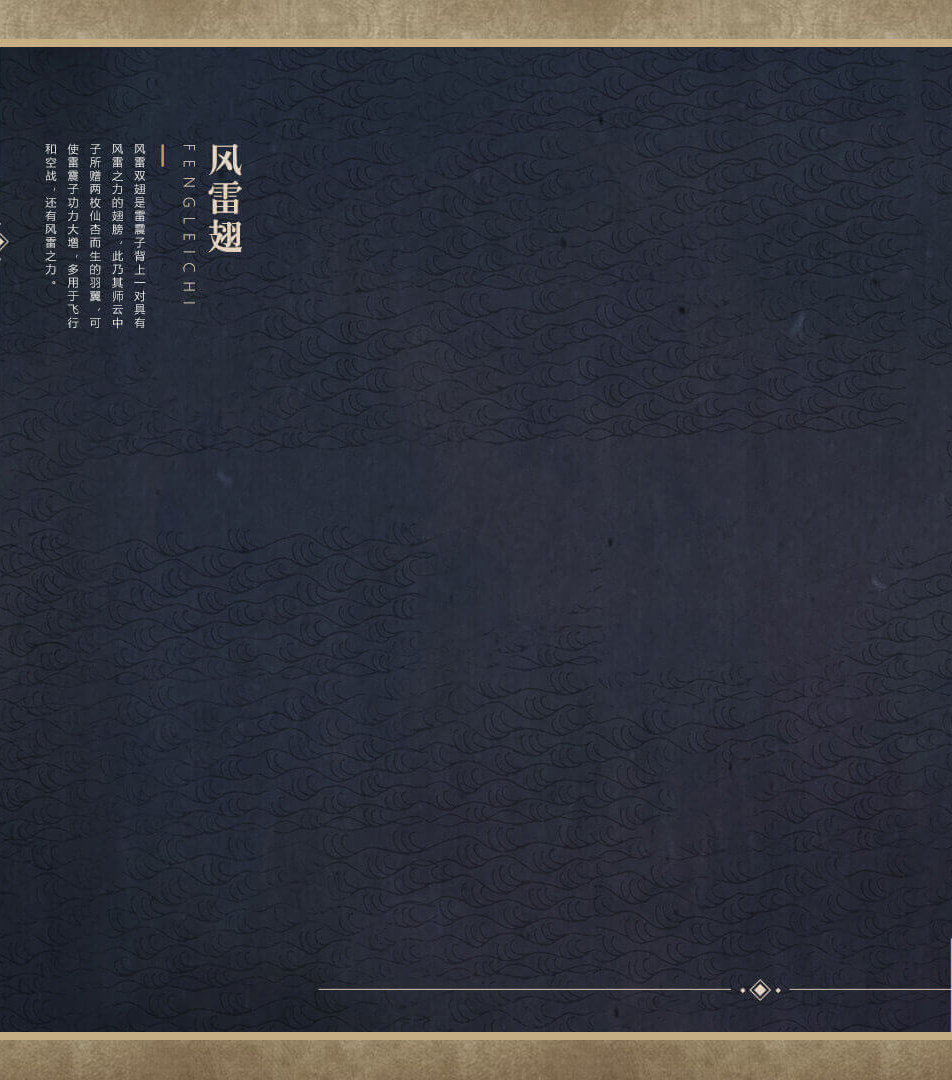 风雷翅
FENGLEICHI
风雷双翅是雷震子背上一对具有
风雷之力的翅膀，此乃其师云中
子所赠两枚仙杏而生的羽翼，可
使雷震子功力大增，多用于飞行
和空战，还有风雷之力。